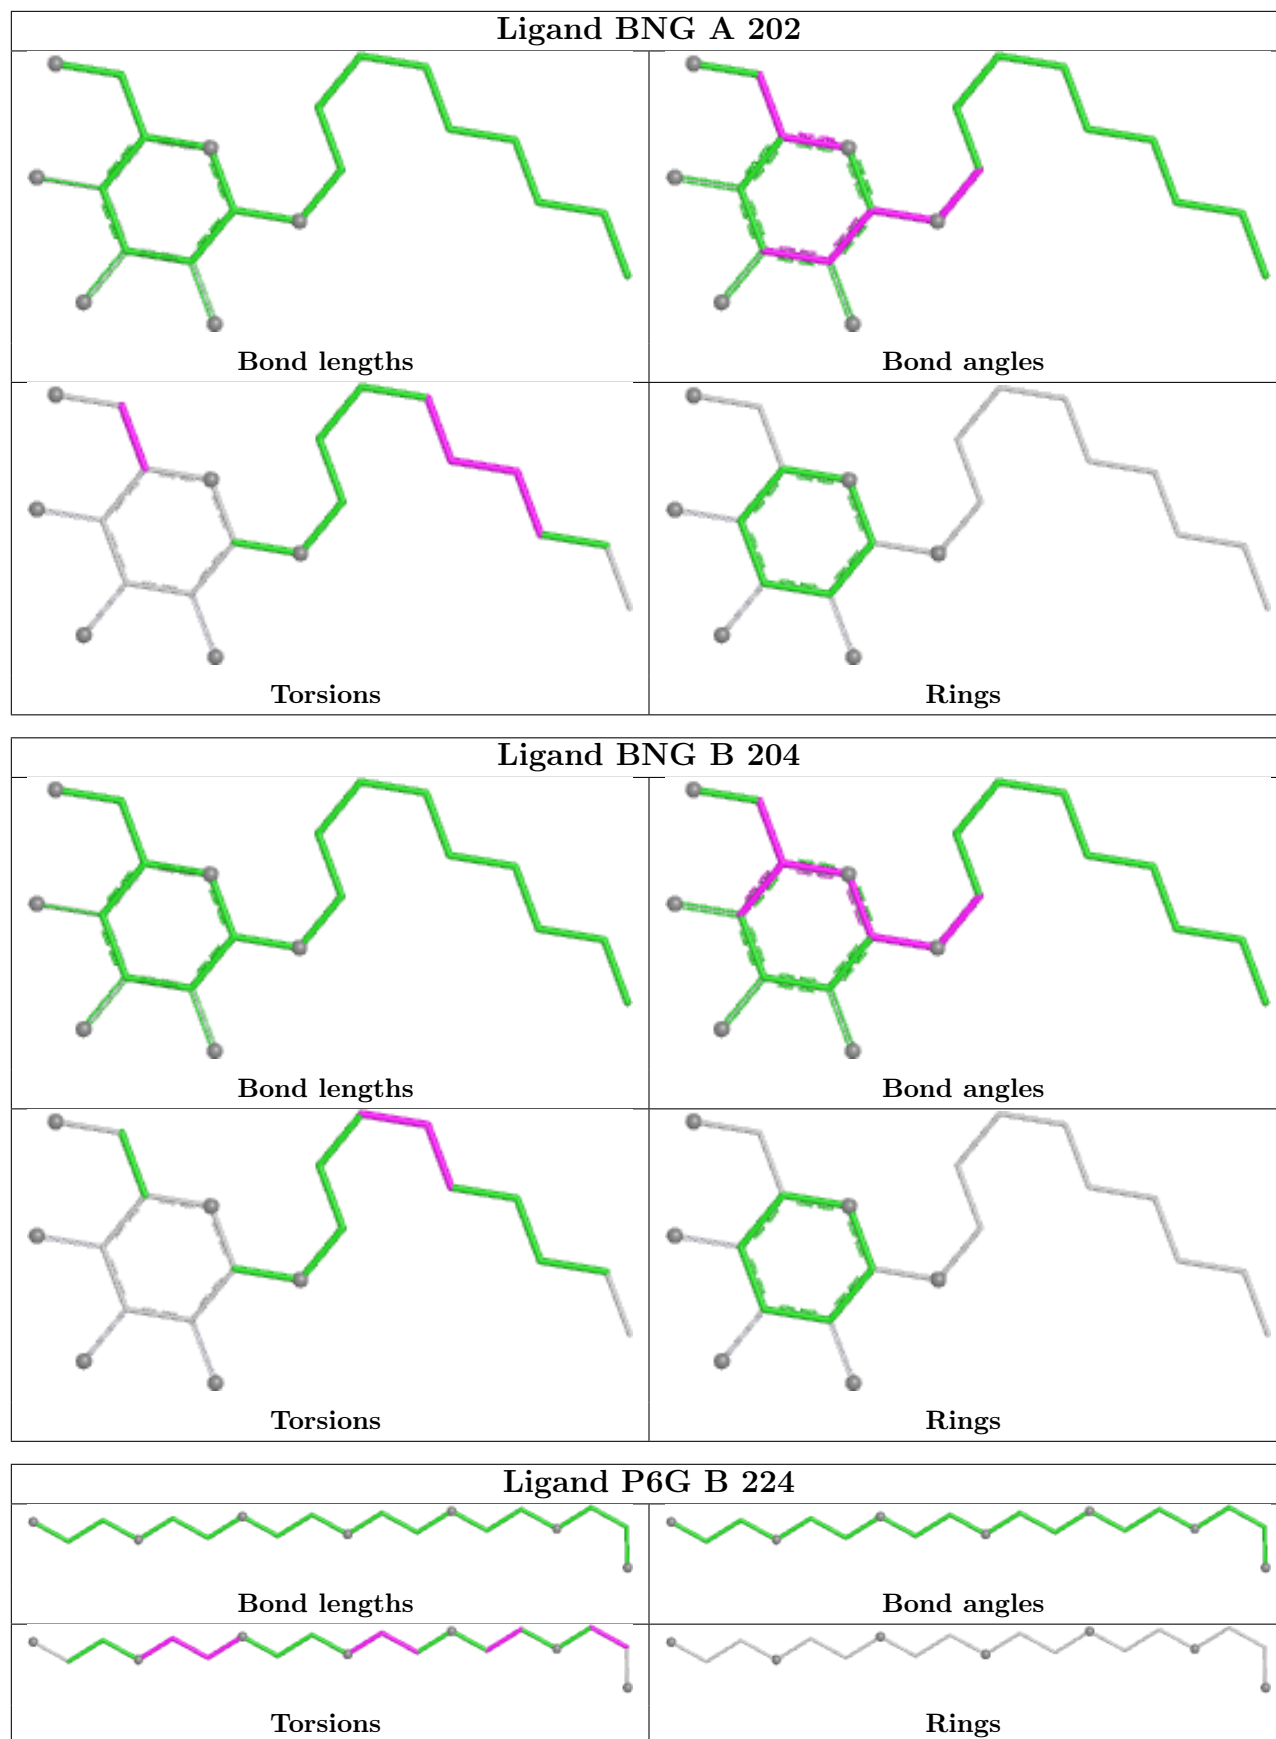 Ligand BNG A 202
Bond lengths
Bond angles
Torsions
Rings
Ligand BNG B 204
Bond lengths
Bond angles
Torsions
Rings
Ligand P6G B 224
Bond lengths
Bond angles
Torsions
Rings